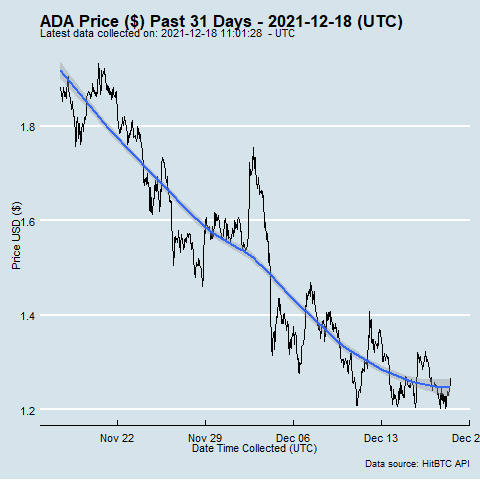 ADA Price ($) Past 31 Days - 2021-12-18 (UTC)
Latest data collected on: 2021-12-18 11:01:28 - UTC
1.8
1.6
1.4
1.2
Price USD ($)
Nov 22
Nov 29
Dec 06
Dec 13
Dec 2
Date Time Collected (UTC)
Data source: HitBTC API